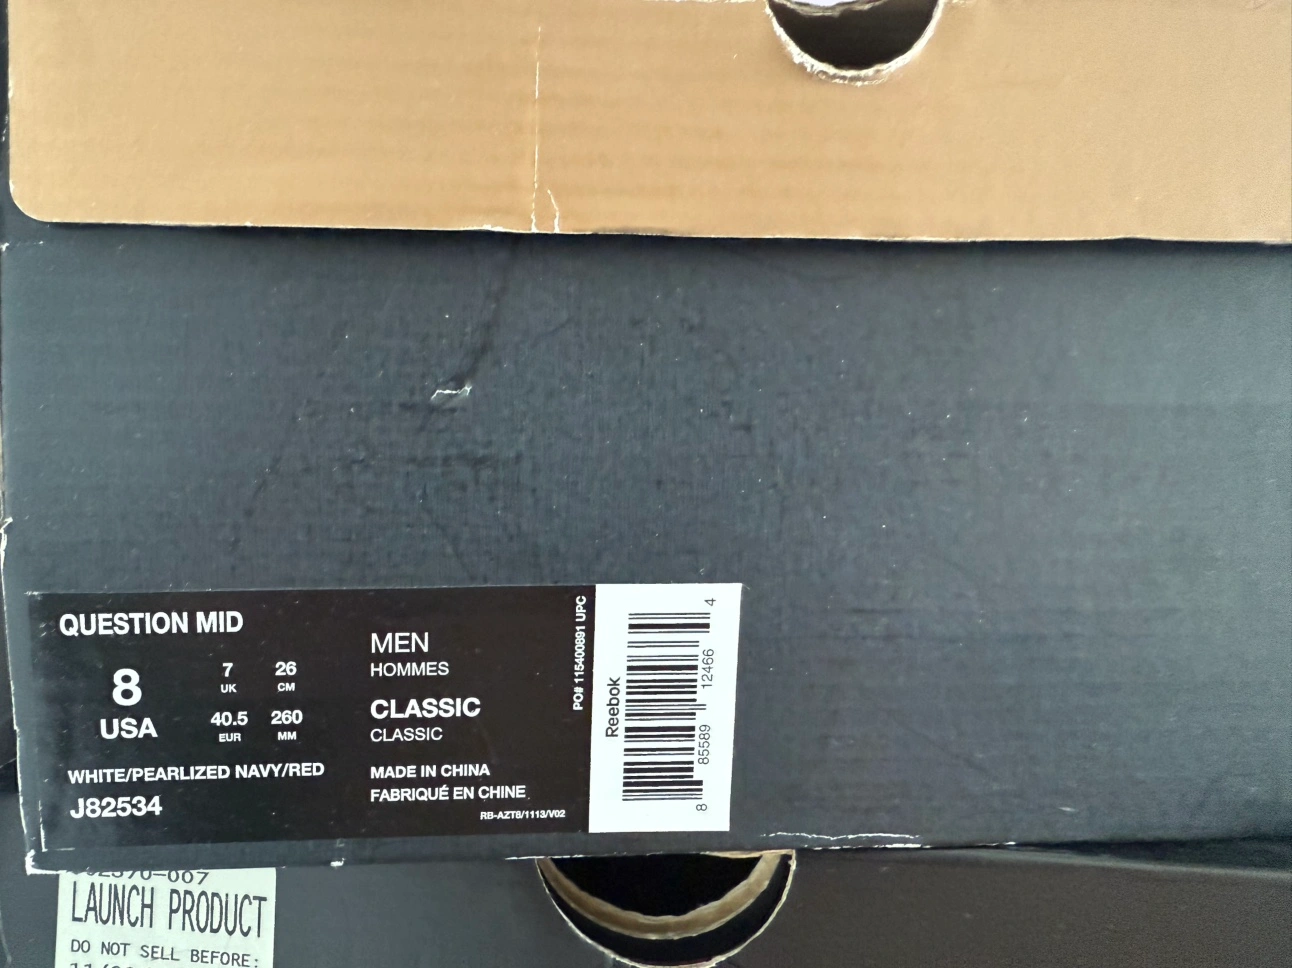 QUESTION MID
8
USA
7
UK
26
CM
40.5
EUR
260
MM
WHITE/PEARLIZED NAVY/RED
J82534
MEN
HOMMES
CLASSIC
CLASSIC
MADE IN CHINA
FABRIQUÉ EN CHINE
RB-AZT8/1113/V02
PO# 115400891 UPC
Reebok
8 85589 12466 4
LAUNCH PRODUCT
DO NOT SELL BEFORE: